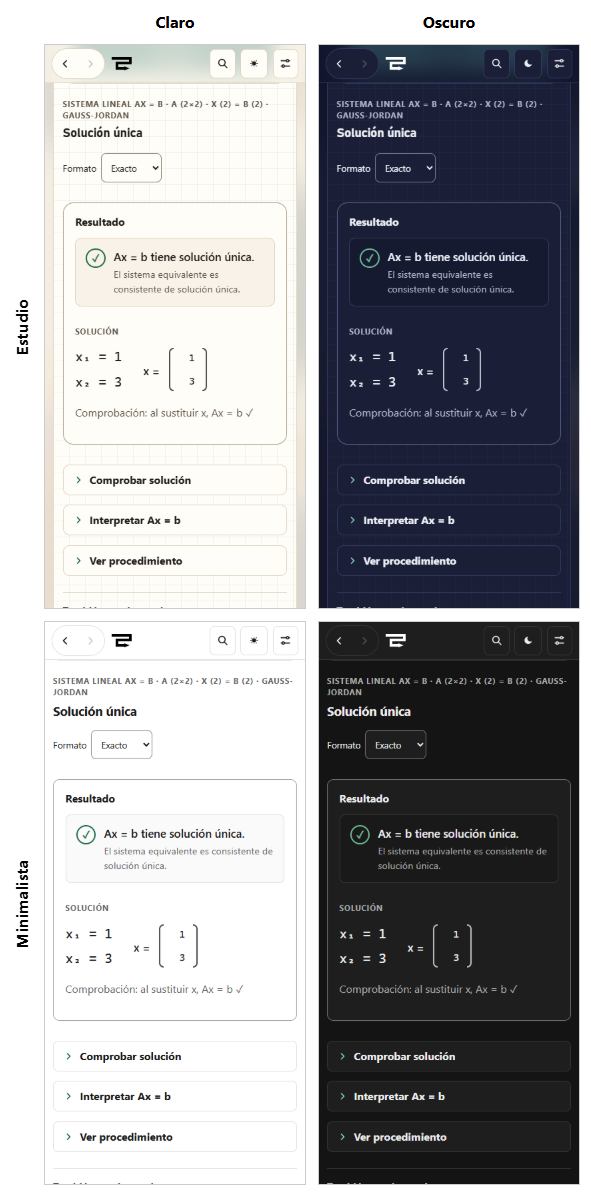 Claro
Oscuro
Estudio
SISTEMA LINEAL AX = B · A (2×2) · X (2) = B (2) ·
GAUSS-JORDAN
Solución única
Formato Exacto
Resultado
Ax = b tiene solución única.
El sistema equivalente es
consistente de solución única.
SOLUCIÓN
x₁ = 1
x₂ = 3
x =
1
3
Comprobación: al sustituir x, Ax = b ✓
Comprobar solución
Interpretar Ax = b
Ver procedimiento
SISTEMA LINEAL AX = B · A (2×2) · X (2) = B (2) ·
GAUSS-JORDAN
Solución única
Formato Exacto
Resultado
Ax = b tiene solución única.
El sistema equivalente es
consistente de solución única.
SOLUCIÓN
x₁ = 1
x₂ = 3
x =
1
3
Comprobación: al sustituir x, Ax = b ✓
Comprobar solución
Interpretar Ax = b
Ver procedimiento
Minimalista
SISTEMA LINEAL AX = B · A (2×2) · X (2) = B (2) · GAUSS-
JORDAN
Solución única
Formato Exacto
Resultado
Ax = b tiene solución única.
El sistema equivalente es consistente de
solución única.
SOLUCIÓN
x₁ = 1
x₂ = 3
x =
1
3
Comprobación: al sustituir x, Ax = b ✓
Comprobar solución
Interpretar Ax = b
Ver procedimiento
SISTEMA LINEAL AX = B · A (2×2) · X (2) = B (2) · GAUSS-
JORDAN
Solución única
Formato Exacto
Resultado
Ax = b tiene solución única.
El sistema equivalente es consistente de
solución única.
SOLUCIÓN
x₁ = 1
x₂ = 3
x =
1
3
Comprobación: al sustituir x, Ax = b ✓
Comprobar solución
Interpretar Ax = b
Ver procedimiento